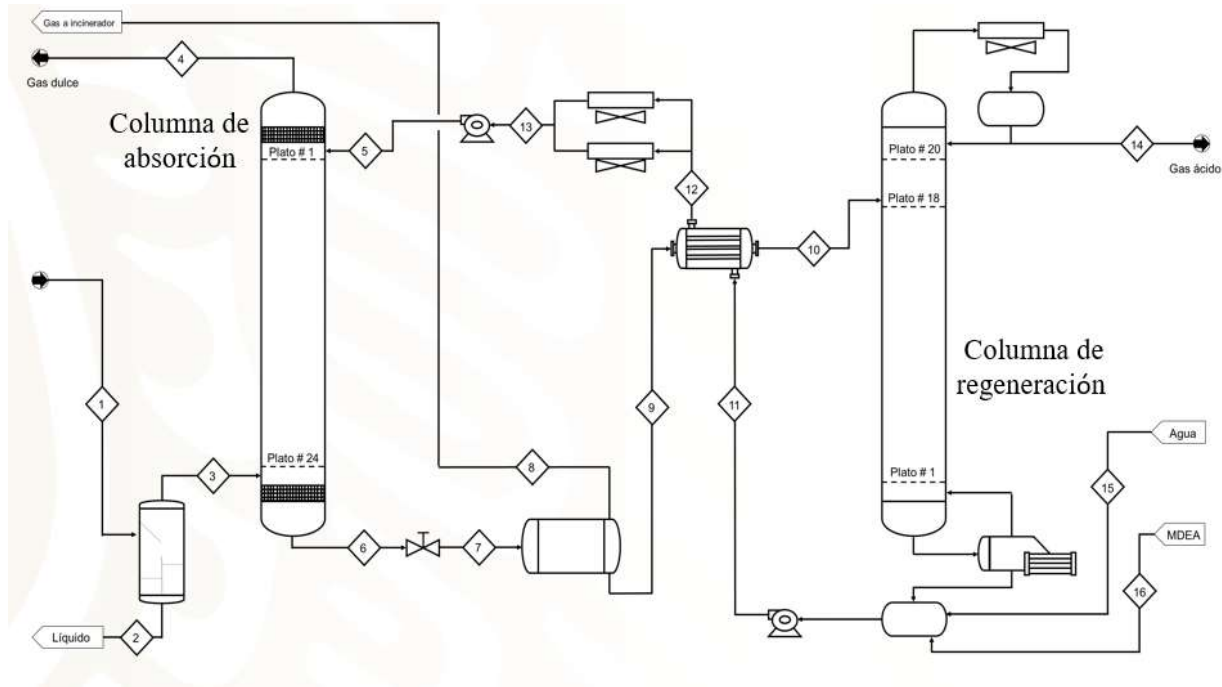 Gas a incinerador
4
Gas dulce
Columna de
absorción
Plato # 1
5
13
12
Plato # 20
Plato # 18
14
Gas ácido
10
1
9
11
Columna de
regeneración
Plato # 24
3
8
Plato # 1
Agua
15
6
7
MDEA
16
Líquido
2